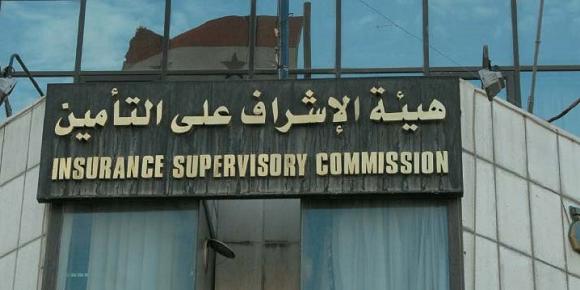 هيئة الإشراف على التأمين
INSURANCE SUPERVISORY COMMISSION